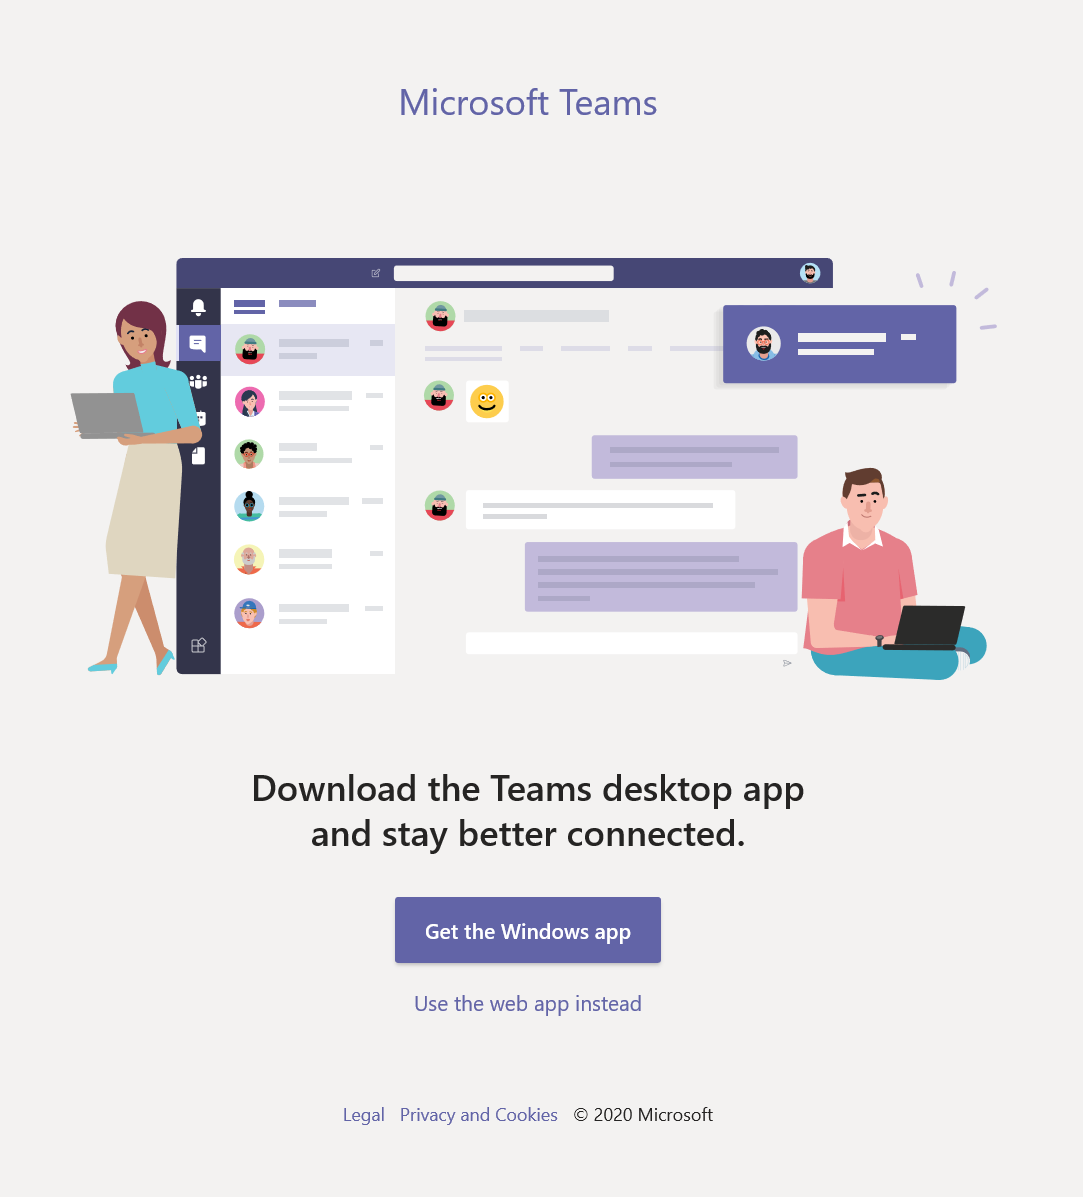 Microsoft Teams
Download the Teams desktop app
and stay better connected.
Get the Windows app
Use the web app instead
Legal Privacy and Cookies © 2020 Microsoft